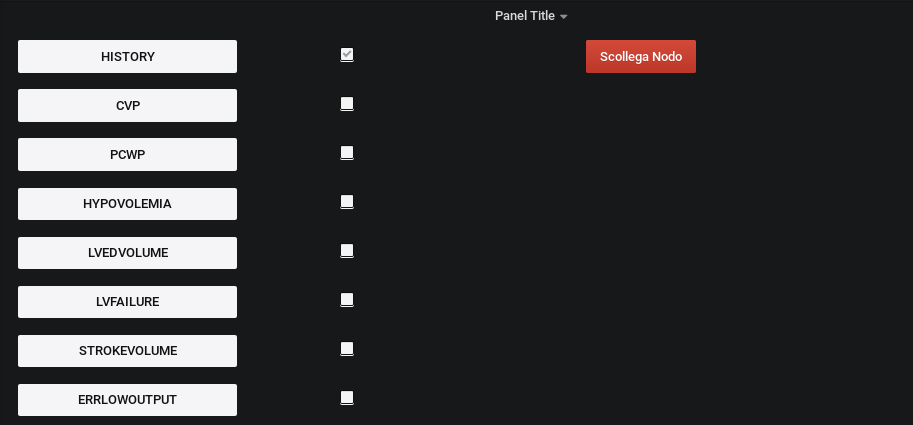 Panel Title
HISTORY
Scollega Nodo
CVP
PCWP
HYPOVOLEMIA
LVEDVOLUME
LVFAILURE
STROKEVOLUME
ERRLOWOUTPUT